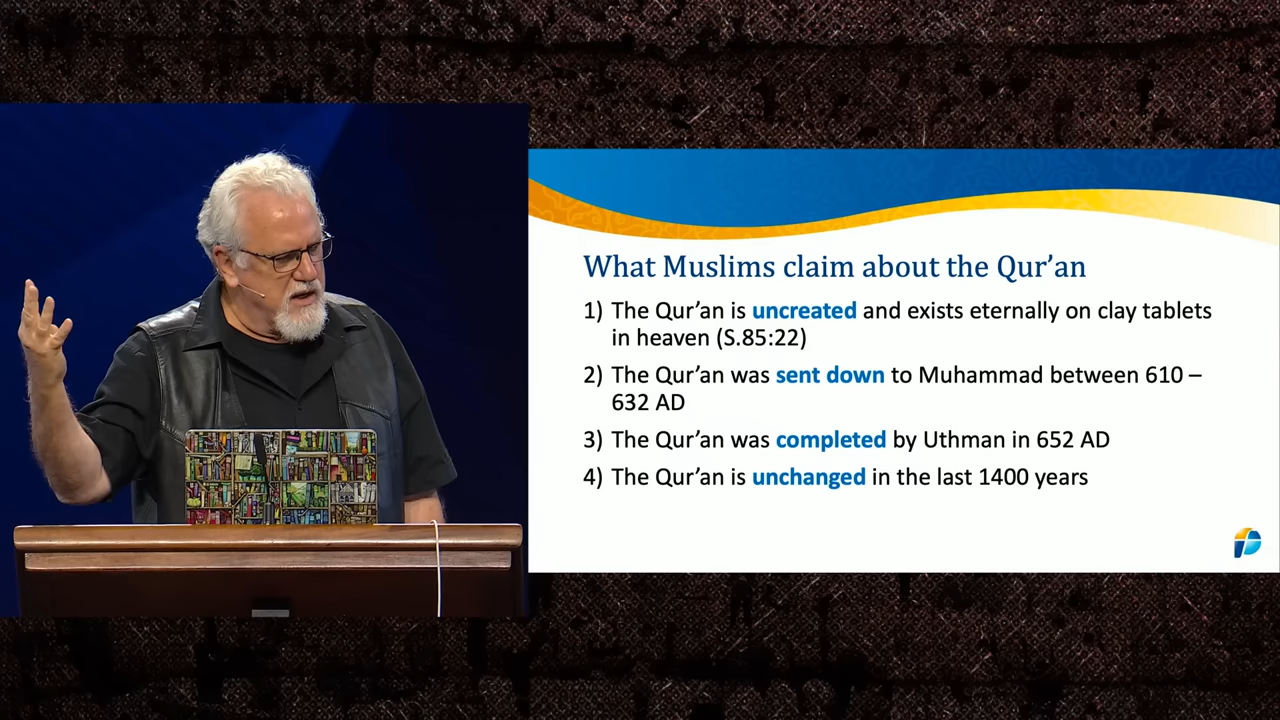 What Muslims claim about the Qur’an
1) The Qur’an is uncreated and exists eternally on clay tablets
in heaven (S.85:22)
2) The Qur’an was sent down to Muhammad between 610 –
632 AD
3) The Qur’an was completed by Uthman in 652 AD
4) The Qur’an is unchanged in the last 1400 years